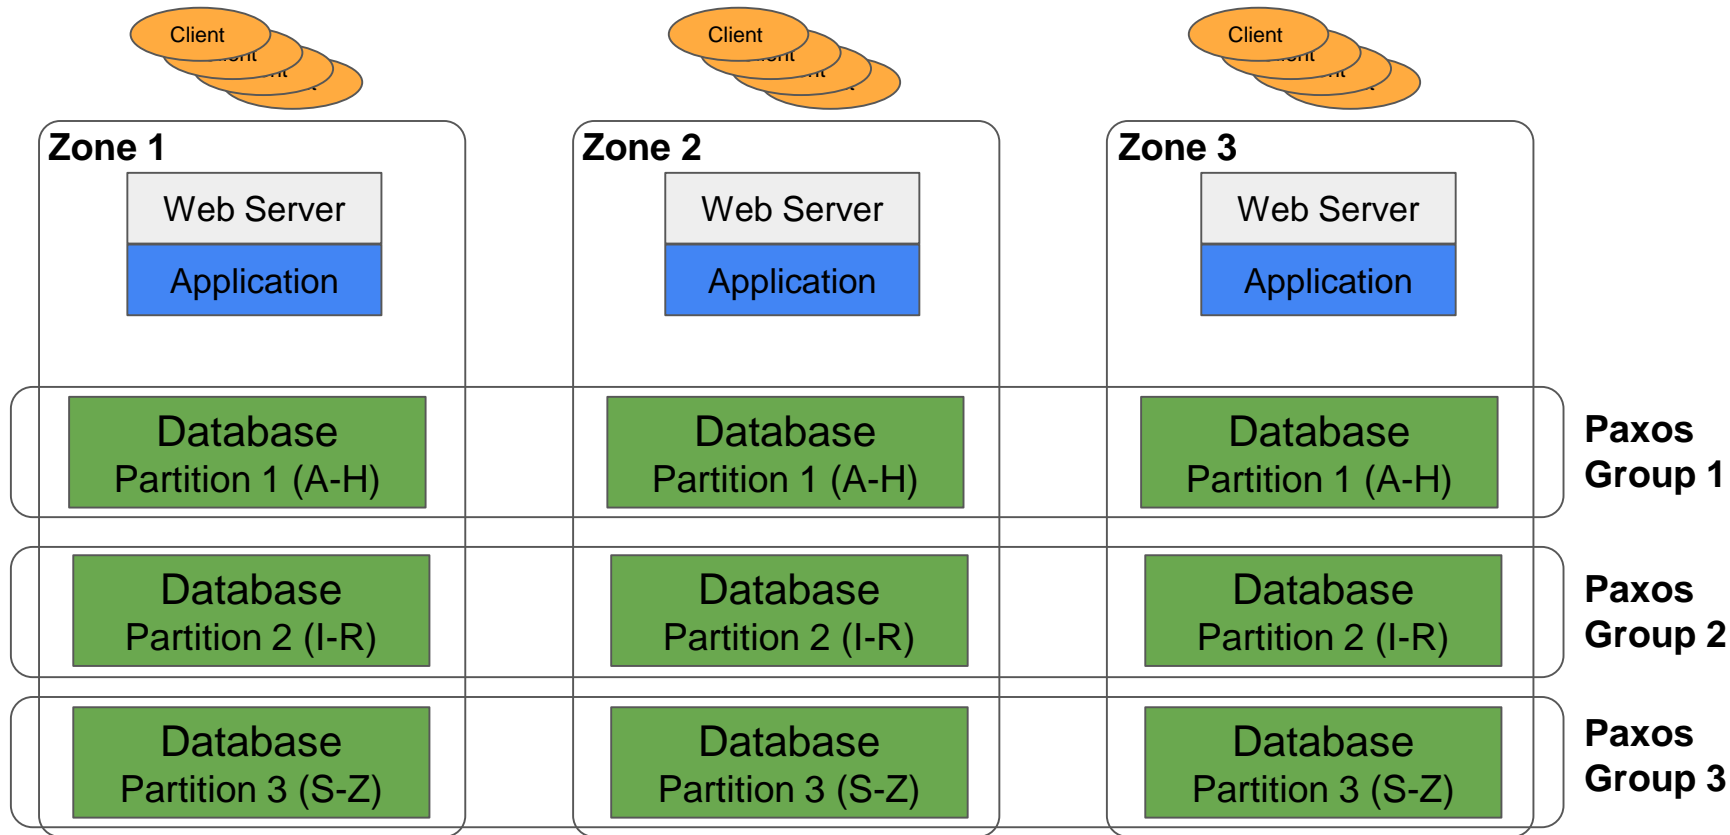 Client
Client
Client
Zone 1
Zone 2
Zone 3
Web Server
Web Server
Web Server
Application
Application
Application
Database
Partition 1 (A-H)
Database
Partition 1 (A-H)
Database
Partition 1 (A-H)
Paxos
Group 1
Database
Partition 2 (I-R)
Database
Partition 2 (I-R)
Database
Partition 2 (I-R)
Paxos
Group 2
Database
Partition 3 (S-Z)
Database
Partition 3 (S-Z)
Database
Partition 3 (S-Z)
Paxos
Group 3